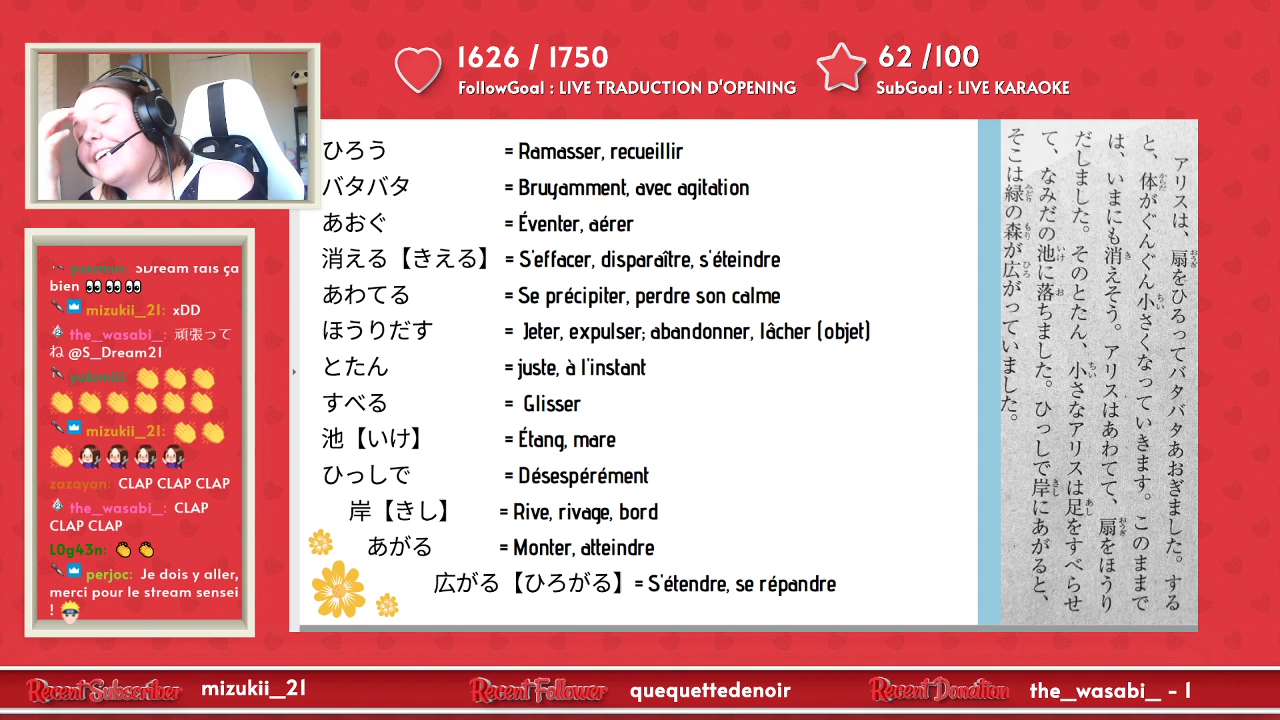 1626 / 1750
FollowGoal : LIVE TRADUCTION D'OPENING
62 /100
SubGoal : LIVE KARAOKE
ひろう = Ramasser, recueillir
バタバタ = Bruyamment, avec agitation
あおぐ = Éventer, aérer
消える【きえる】 = S'effacer, disparaître, s'éteindre
あわてる = Se précipiter, perdre son calme
ほうりだす = Jeter, expulser; abandonner, lâcher (objet)
とたん = juste, à l'instant
すべる = Glisser
池【いけ】 = Étang, mare
ひっしで = Désespérément
岸【きし】 = Rive, rivage, bord
あがる = Monter, atteindre
広がる【ひろがる】= S'étendre, se répandre
アリスは、扇をひろってバタバタあおぎました。する
と、体がぐんぐん小さくなっていきます。このままで
は、いまにも消えそう。アリスはあわてて、扇をほうり
だしました。そのとたん、小さなアリスは足をすべらせ
て、なみだの池に落ちました。ひっしで岸にあがると、
そこは緑の森が広がっていました。
yukimiii: SDream fais ça
bien 👀👀👀
mizukii_21: xDD
the_wasabi_: 頑張って
ね @S_Dream21
yukimiii: 👏👏👏
👏👏👏👏👏👏
mizukii_21: 👏👏
👏
zazayan: CLAP CLAP CLAP
the_wasabi_: CLAP
CLAP CLAP
L0g43n: 👏 👏
perjoc: Je dois y aller,
merci pour le stream sensei
!
Recent Subscriber mizukii_21
Recent Follower quequettedenoir
Recent Donation the_wasabi_ - 1